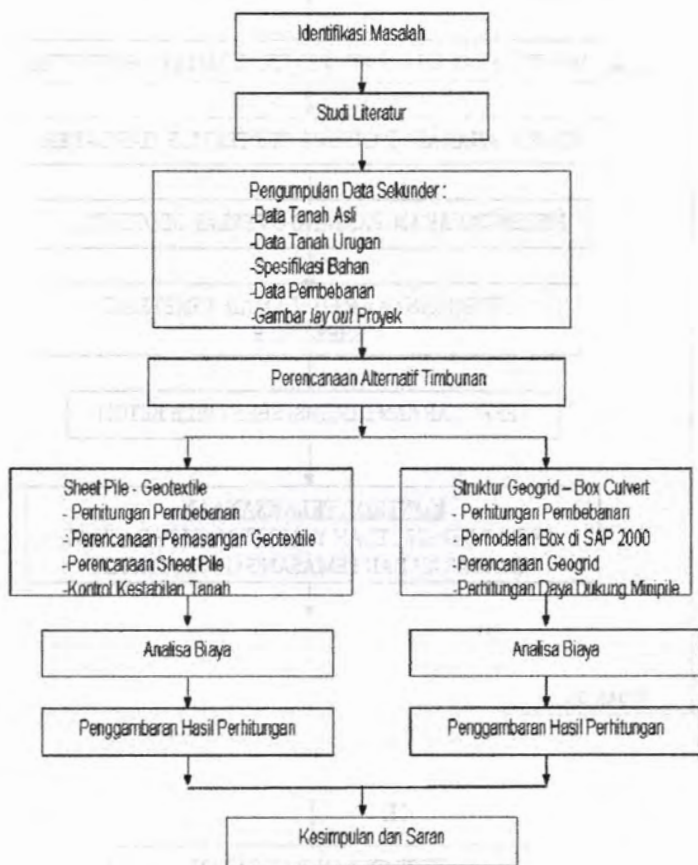 Identifikasi Masalah
Studi Literatur
Pengumpulan Data Sekunder :
-Data Tanah Asli
-Data Tanah Urugan
-Spesifikasi Bahan
-Data Pembebanan
-Gambar lay out Proyek
Perencanaan Alternatif Timbunan
Sheet Pile - Geotextile
- Perhitungan Pembebanan
-Perencanaan Pemasangan Geotextile
-Perencanaan Sheet Pile
-Kontrol Kestabilan Tanah
Struktur Geogrid – Box Culvert
- Perhitungan Pembebanan
-Pemodelan Box di SAP 2000
-Perencanaan Geogrid
-Perhitungan Daya Dukung Minipile
Analisa Biaya
Analisa Biaya
Penggambaran Hasil Perhitungan
Penggambaran Hasil Perhitungan
Kesimpulan dan Saran